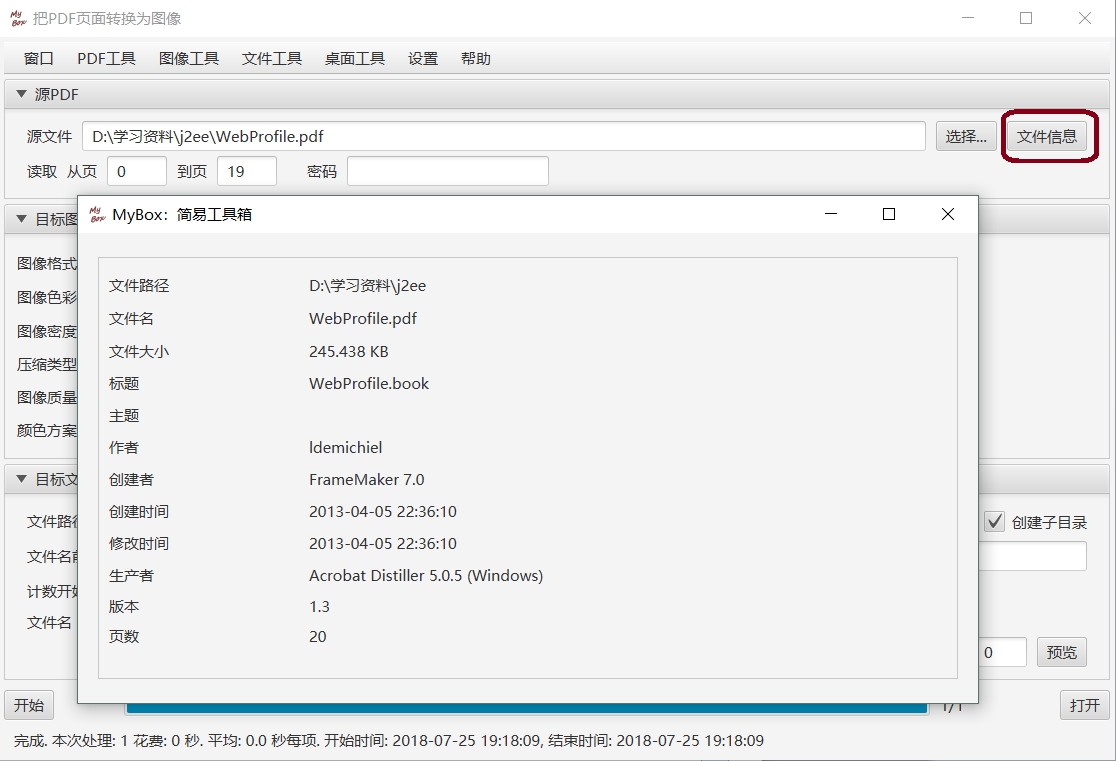 My Box 把PDF页面转换为图像
窗口 PDF工具 图像工具 文件工具 桌面工具 设置 帮助
源PDF
源文件 D:\学习资料\j2ee\WebProfile.pdf 选择... 文件信息
读取 从页 0 到页 19 密码
My Box MyBox：简易工具箱
目标图
图像格式
图像色彩
图像密度
压缩类型
图像质量
颜色方案
目标文
文件路径 创建子目录
文件名前
计数开始
文件名
0 预览
文件路径 D:\学习资料\j2ee
文件名 WebProfile.pdf
文件大小 245.438 KB
标题 WebProfile.book
主题
作者 ldemichiel
创建者 FrameMaker 7.0
创建时间 2013-04-05 22:36:10
修改时间 2013-04-05 22:36:10
生产者 Acrobat Distiller 5.0.5 (Windows)
版本 1.3
页数 20
开始 1/1 打开
完成. 本次处理: 1 花费: 0 秒. 平均: 0.0 秒每项. 开始时间: 2018-07-25 19:18:09, 结束时间: 2018-07-25 19:18:09